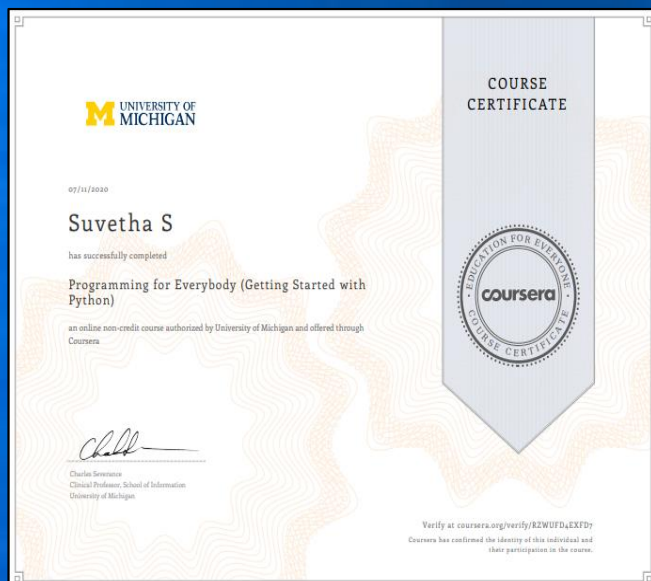 UNIVERSITY OF
MICHIGAN
COURSE
CERTIFICATE
07/11/2020
Suvetha S
has successfully completed
Programming for Everybody (Getting Started with
Python)
an online non-credit course authorized by University of Michigan and offered through
Coursera
EDUCATION FOR EVERYONE
coursera
COURSE CERTIFICATE
Charles Severance
Clinical Professor, School of Information
University of Michigan
Verify at coursera.org/verify/RZWUFD4EXFD7
Coursera has confirmed the identity of this individual and
their participation in the course.